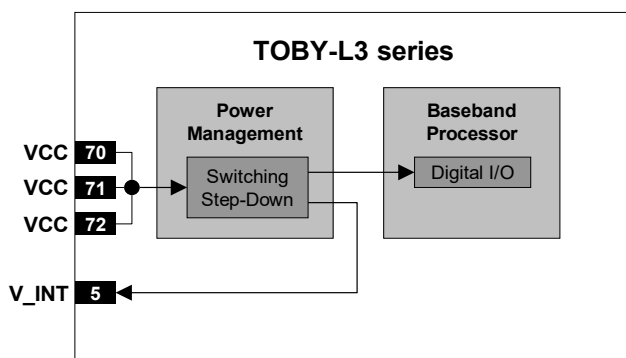 TOBY-L3 series
Power
Management
Baseband
Processor
VCC 70
VCC 71
VCC 72
Switching
Step-Down
Digital I/O
V_INT 5